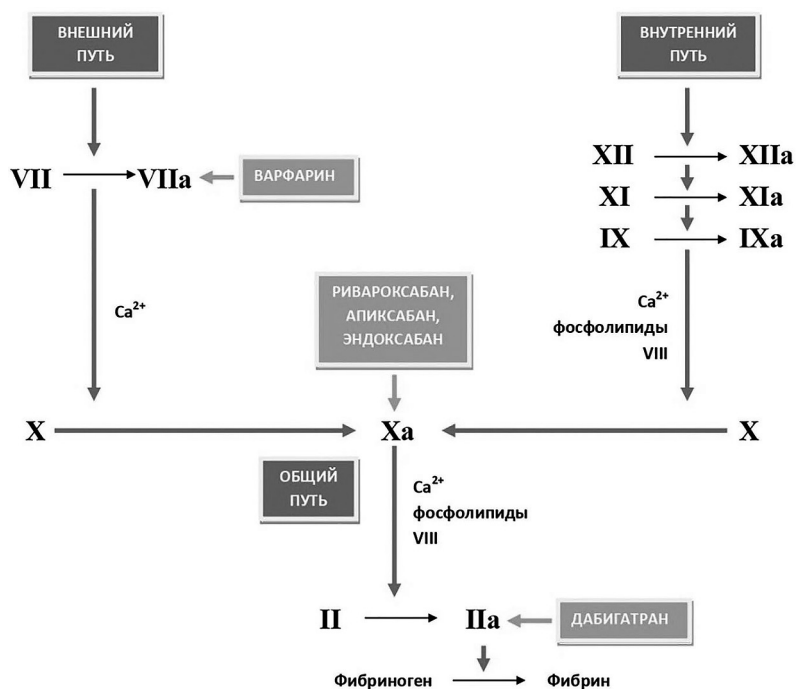 ВНЕШНИЙ
ПУТЬ
ВНУТРЕННИЙ
ПУТЬ
VII
VIIa
ВАРФАРИН
XII
XIIa
XI
XIa
IX
IXa
Ca²⁺
РИВАРОКСАБАН,
АПИКСАБАН,
ЭНДОКСАБАН
Ca²⁺
фосфолипиды
VIII
X
Xa
X
ОБЩИЙ
ПУТЬ
Ca²⁺
фосфолипиды
VIII
II
IIa
ДАБИГАТРАН
Фибриноген
Фибрин